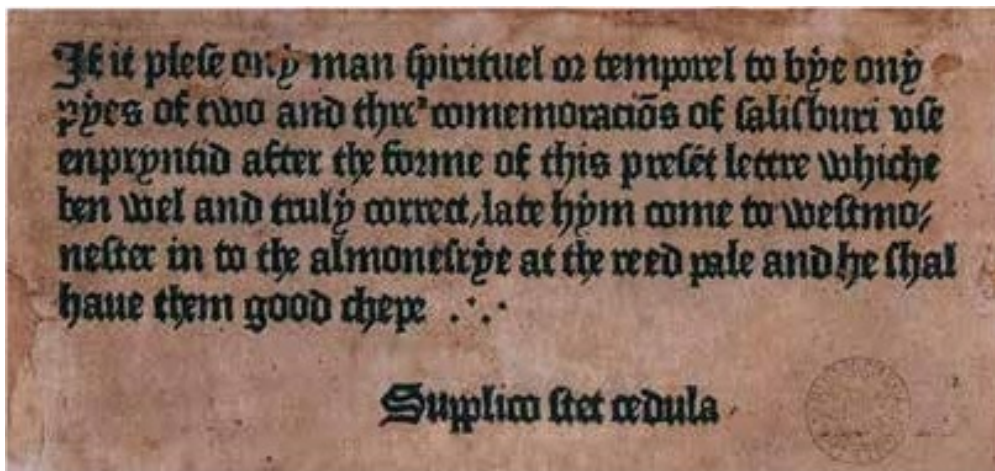 If it plese ony man spirituel or temporel to bye ony
pyes of two and thre comemoraciõs of salisburi vse
enpryntid after the forme of this presẽt lettre whiche
ben wel and truly correct, late hym come to westmo/
nester in to the almonesrye at the reed pale and he shal
haue them good chepe .·.
Supplico stet cedula